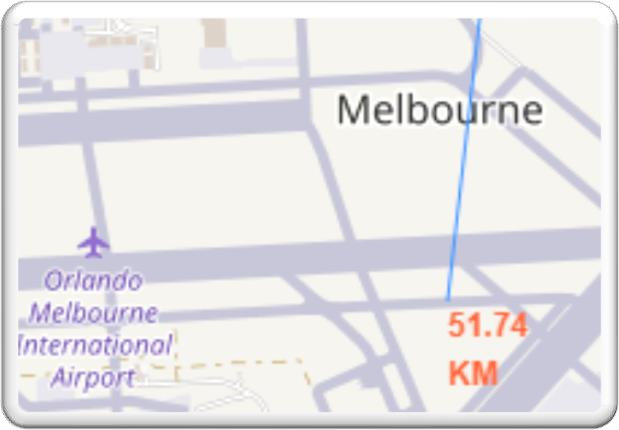 Melbourne
Orlando
Melbourne
International
Airport
51.74
KM